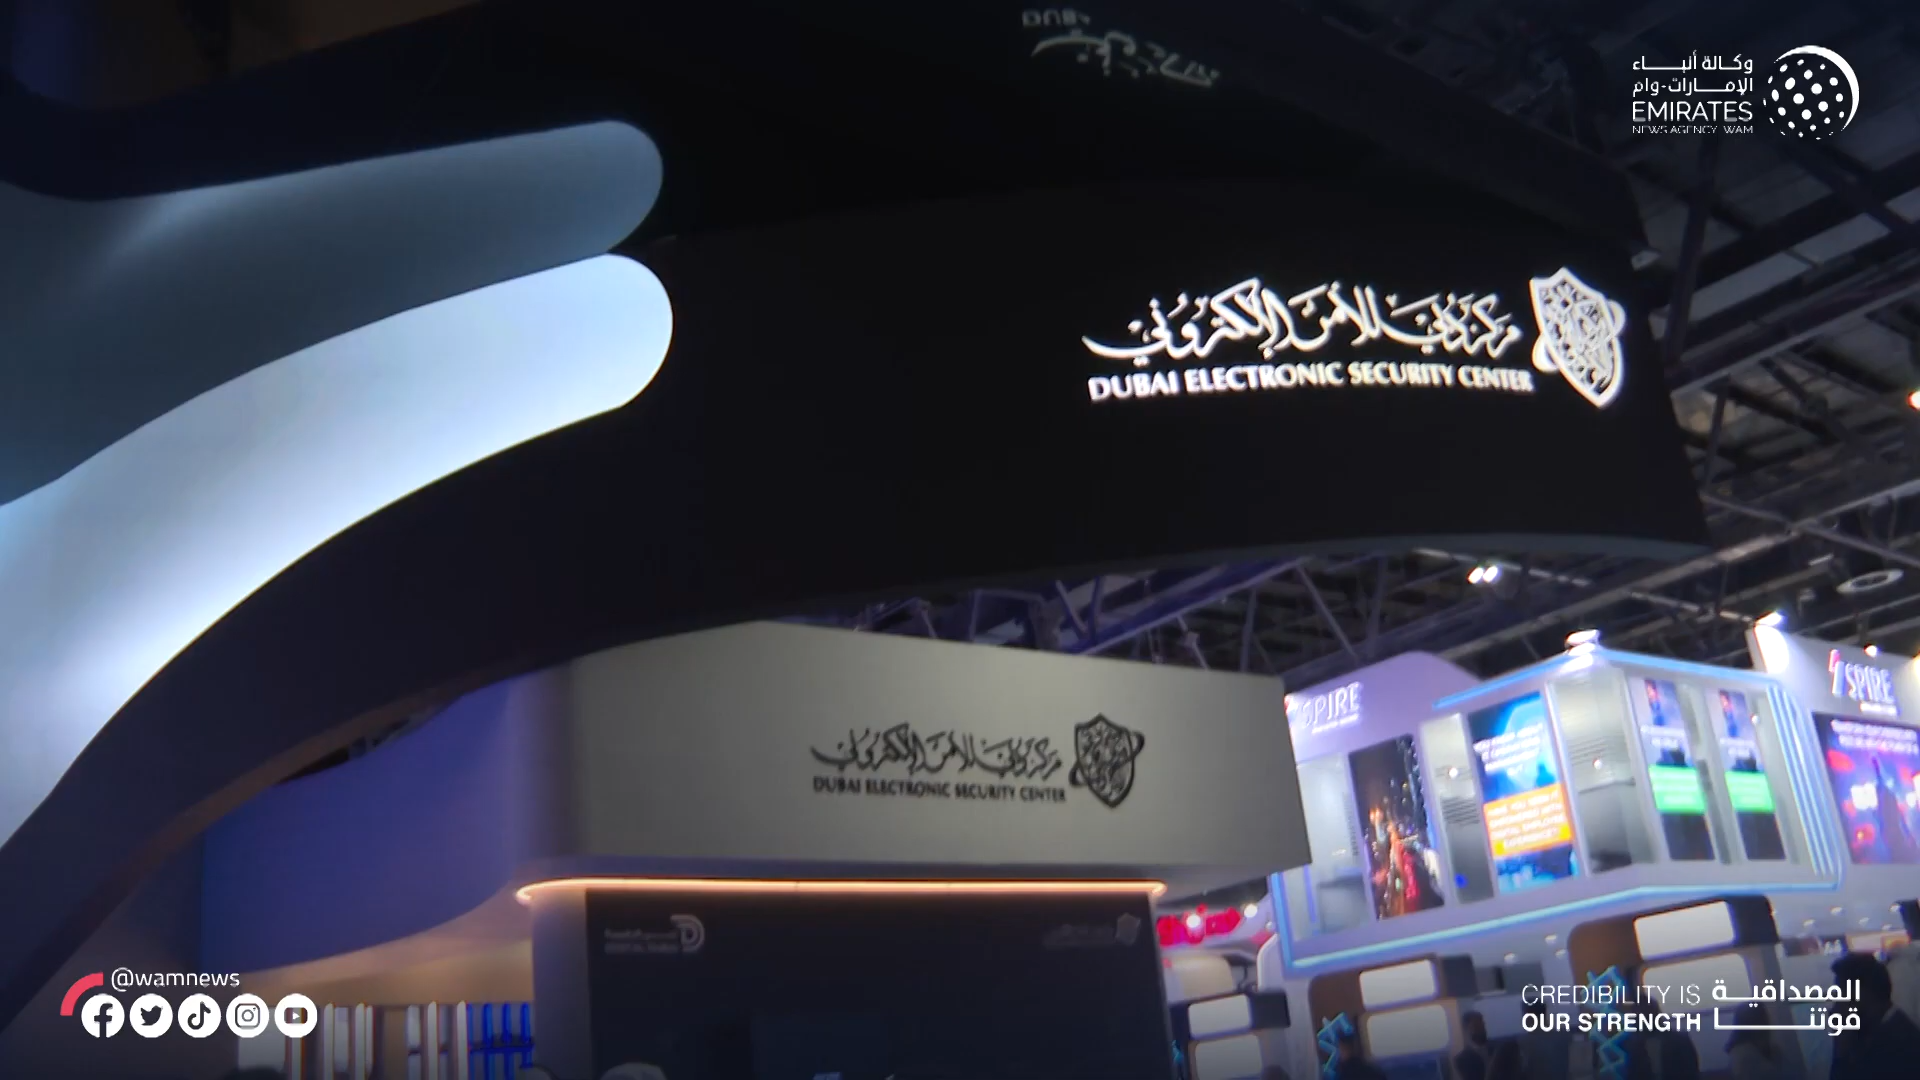 وكالة أنباء
الإمارات-وام
EMIRATES
NEWS AGENCY WAM
مركز دبي للأمن الإلكتروني
DUBAI ELECTRONIC SECURITY CENTER
مركز دبي للأمن الإلكتروني
DUBAI ELECTRONIC SECURITY CENTER
SPIRE
SPIRE
@wamnews
CREDIBILITY IS
OUR STRENGTH
المصداقية
قوتنا